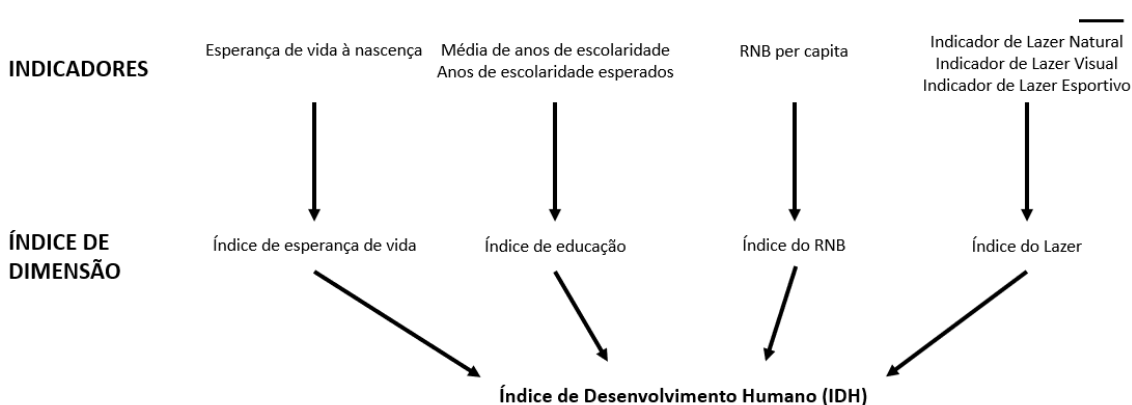 INDICADORES
Esperança de vida à nascença
Média de anos de escolaridade
Anos de escolaridade esperados
RNB per capita
Indicador de Lazer Natural
Indicador de Lazer Visual
Indicador de Lazer Esportivo
ÍNDICE DE
DIMENSÃO
Índice de esperança de vida
Índice de educação
Índice do RNB
Índice do Lazer
Índice de Desenvolvimento Humano (IDH)